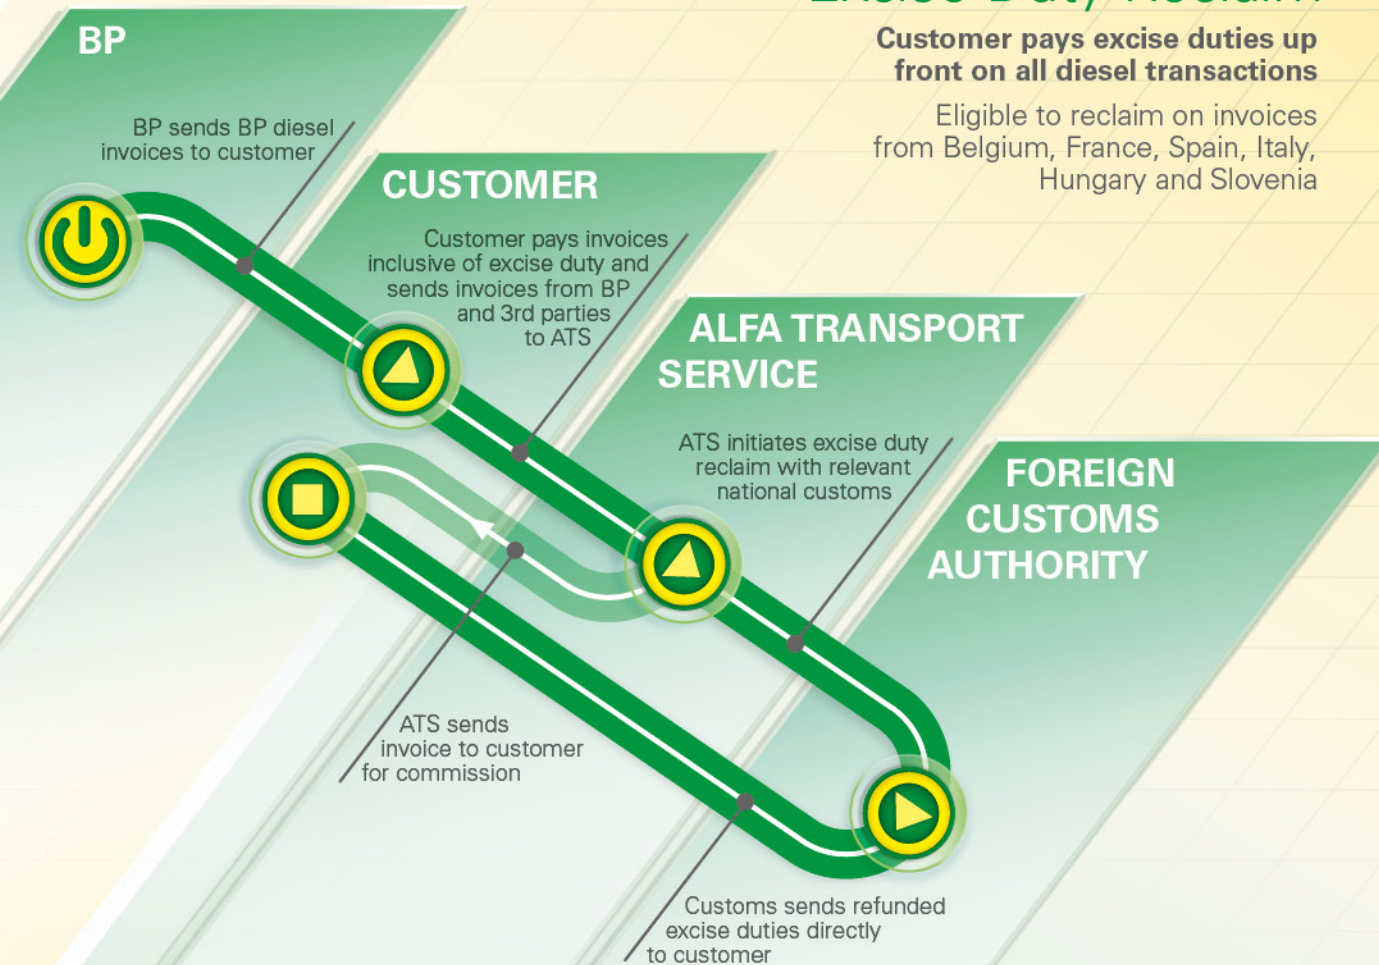 Excise Duty Reclaim
Customer pays excise duties up
front on all diesel transactions
Eligible to reclaim on invoices
from Belgium, France, Spain, Italy,
Hungary and Slovenia
BP
BP sends BP diesel
invoices to customer
CUSTOMER
Customer pays invoices
inclusive of excise duty and
sends invoices from BP
and 3rd parties
to ATS
ALFA TRANSPORT
SERVICE
ATS initiates excise duty
reclaim with relevant
national customs
FOREIGN
CUSTOMS
AUTHORITY
ATS sends
invoice to customer
for commission
Customs sends refunded
excise duties directly
to customer